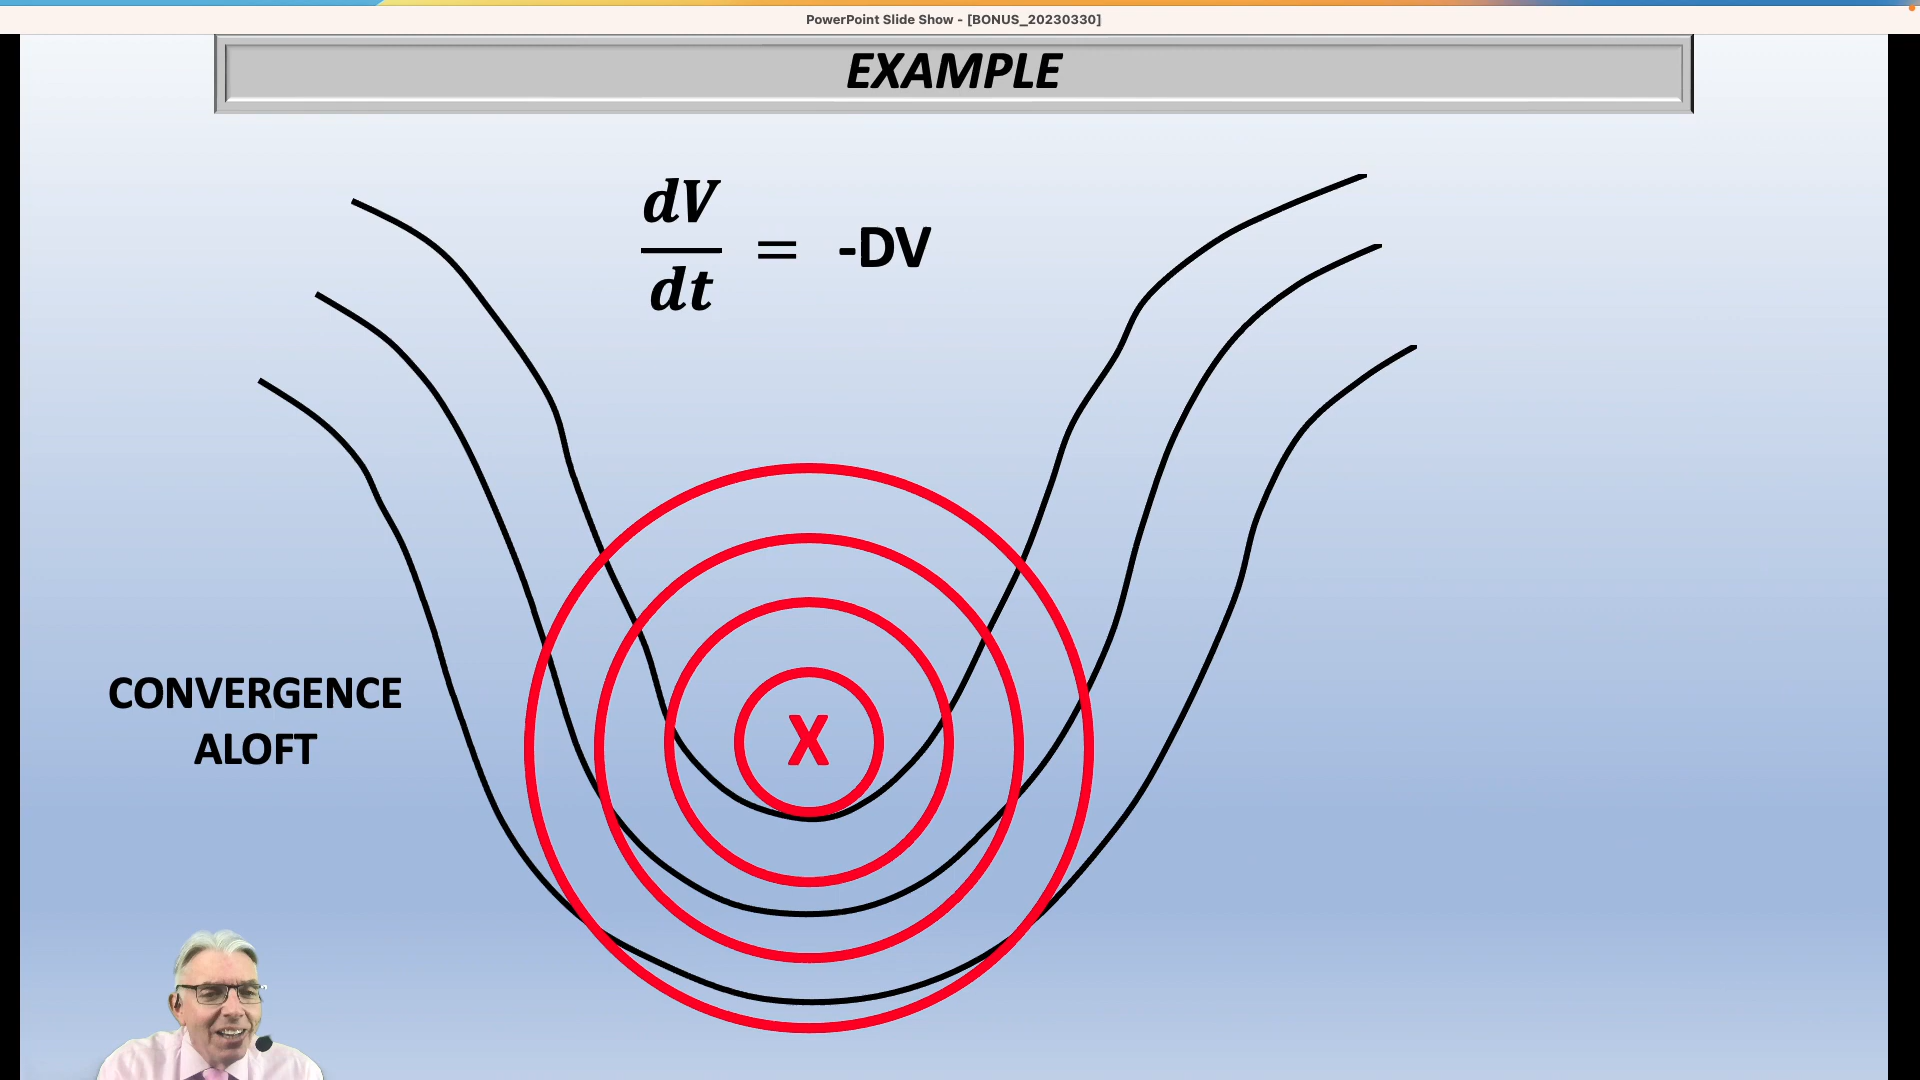 PowerPoint Slide Show - [BONUS_20230330]
EXAMPLE
dV
dt
= -DV
CONVERGENCE
ALOFT
X